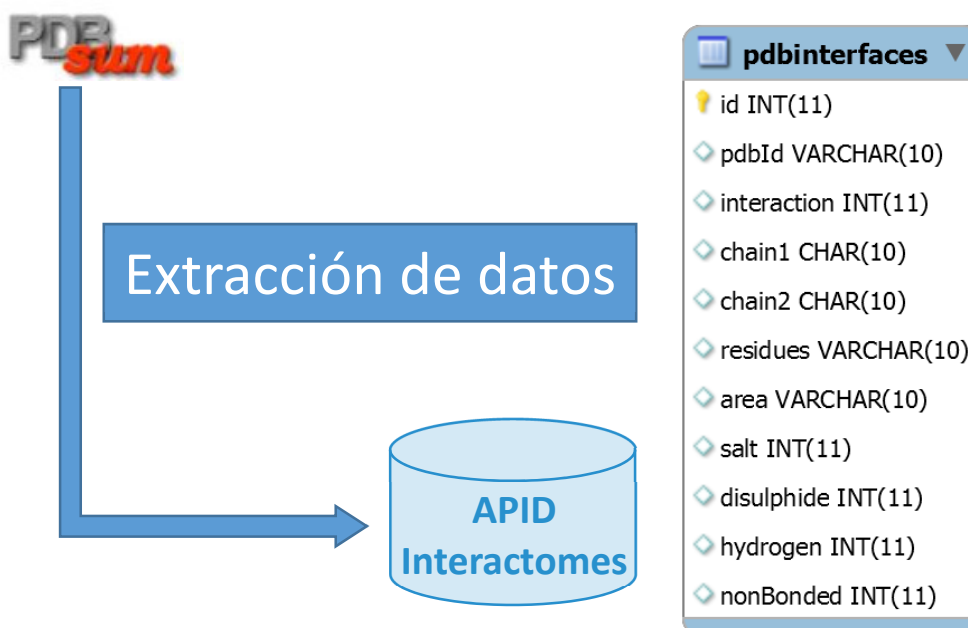 PDBsum
Extracción de datos
APID
Interactomes
pdbinterfaces
id INT(11)
pdbId VARCHAR(10)
interaction INT(11)
chain1 CHAR(10)
chain2 CHAR(10)
residues VARCHAR(10)
area VARCHAR(10)
salt INT(11)
disulphide INT(11)
hydrogen INT(11)
nonBonded INT(11)